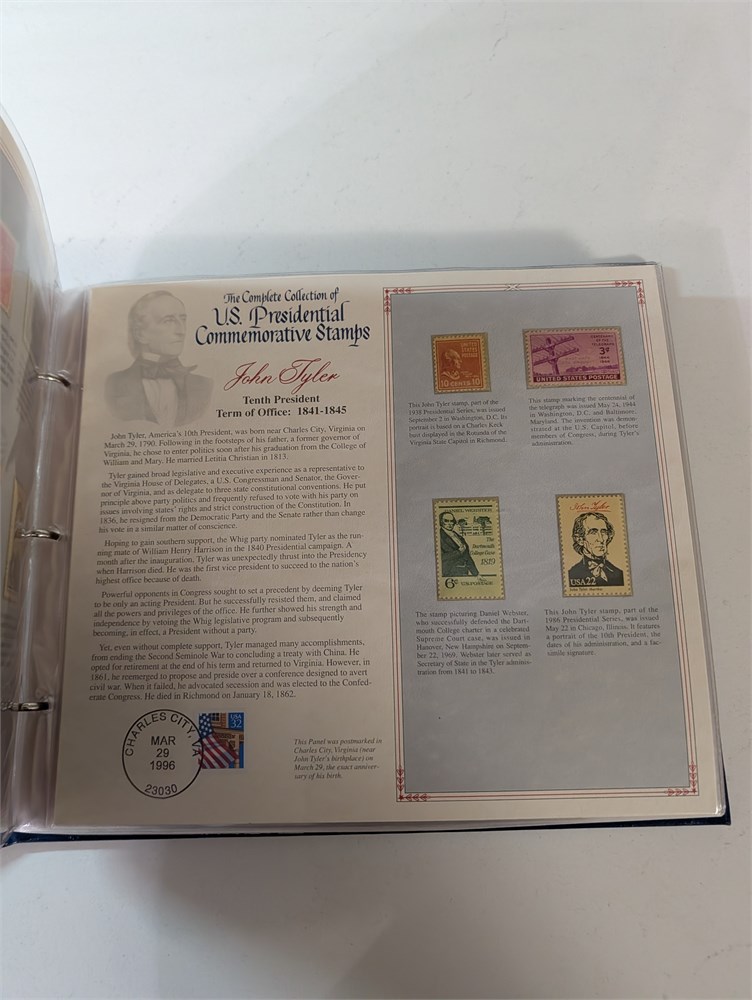 The Complete Collection of
U.S. Presidential
Commemorative Stamps
John Tyler
Tenth President
Term of Office: 1841-1845
John Tyler, America's 10th President, was born near Charles City, Virginia on
March 29, 1790. Following in the footsteps of his father, a former governor of
Virginia, he chose to enter politics soon after his graduation from the College of
William and Mary. He married Letitia Christian in 1813.
Tyler gained broad legislative and executive experience as a representative to
the Virginia House of Delegates, a U.S. Congressman and Senator, the Gover-
nor of Virginia, and as delegate to three state constitutional conventions. He put
principle above party politics and frequently refused to vote with his party on
issues involving states' rights and strict construction of the Constitution. In
1836, he resigned from the Democratic Party and the Senate rather than change
his vote in a similar matter of conscience.
Hoping to gain southern support, the Whig party nominated Tyler as the run-
ning mate of William Henry Harrison in the 1840 Presidential campaign. A
month after the inauguration, Tyler was unexpectedly thrust into the Presidency
when Harrison died. He was the first vice president to succeed to the nation's
highest office because of death.
Powerful opponents in Congress sought to set a precedent by deeming Tyler
to be only an acting President. But he successfully resisted them, and claimed
all the powers and privileges of the office. He further showed his strength and
independence by vetoing the Whig legislative program and subsequently
becoming, in effect, a President without a party.
Yet, even without complete support, Tyler managed many accomplishments,
from ending the Second Seminole War to concluding a treaty with China. He
opted for retirement at the end of his term and returned to Virginia. However, in
1861, he reemerged to propose and preside over a conference designed to avert
civil war. When it failed, he advocated secession and was elected to the Confed-
erate Congress. He died in Richmond on January 18, 1862.
CHARLES CITY, VA
MAR
29
1996
23030
USA
32
This Panel was postmarked in
Charles City, Virginia (near
John Tyler's birthplace) on
March 29, the exact anniver-
sary of his birth.
UNITED STATES
POSTAGE
10 CENTS 10
This John Tyler stamp, part of the
1938 Presidential Series, was issued
September 2 in Washington, D.C. Its
portrait is based on a Charles Keck
bust displayed in the Rotunda of the
Virginia State Capitol in Richmond.
CENTENARY
OF THE
TELEGRAPH
3¢
1844
1944
UNITED STATES POSTAGE
This stamp marking the centennial of
the telegraph was issued May 24, 1944
in Washington, D.C. and Baltimore,
Maryland. The invention was demon-
strated at the U.S. Capitol, before
members of Congress, during Tyler's
administration.
DANIEL WEBSTER
The
Dartmouth
College Case
1819
6¢
U.S. POSTAGE
The stamp picturing Daniel Webster,
who successfully defended the Dart-
mouth College charter in a celebrated
Supreme Court case, was issued in
Hanover, New Hampshire on Septem-
ber 22, 1969. Webster later served as
Secretary of State in the Tyler adminis-
tration from 1841 to 1843.
John Tyler
USA22
This John Tyler stamp, part of the
1986 Presidential Series, was issued
May 22 in Chicago, Illinois. It features
a portrait of the 10th President, the
dates of his administration, and a fac-
simile signature.